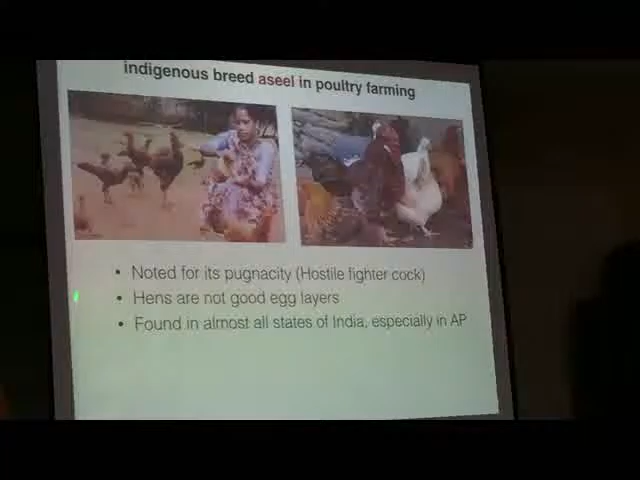 indigenous breed aseel in poultry farming
• Noted for its pugnacity (Hostile fighter cock)
• Hens are not good egg layers
• Found in almost all states of India, especially in AP